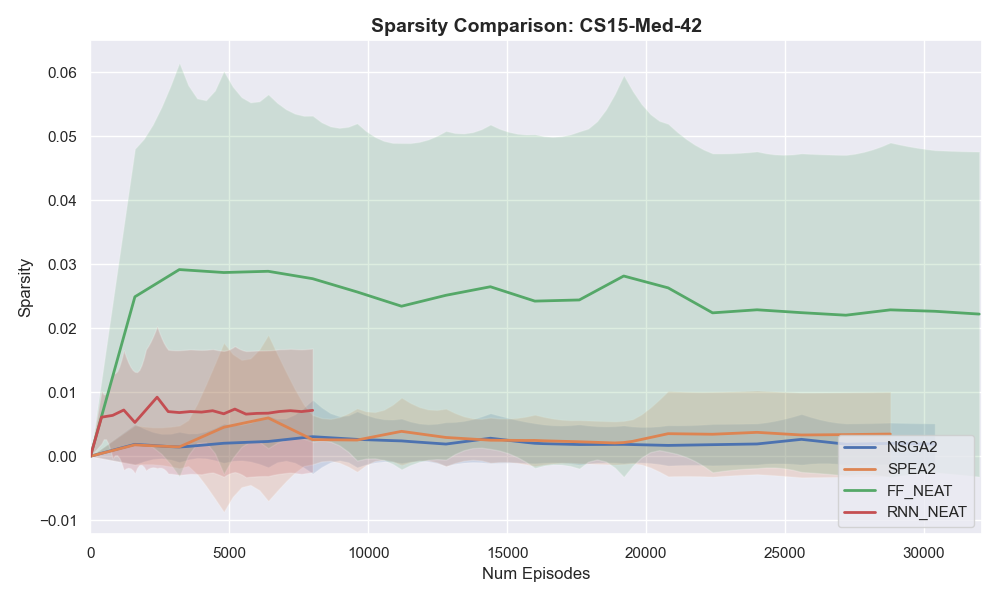 Sparsity Comparison: CS15-Med-42
Sparsity
0.06
0.05
0.04
0.03
0.02
0.01
0.00
−0.01
0 5000 10000 15000 20000 25000 30000
Num Episodes
NSGA2
SPEA2
FF_NEAT
RNN_NEAT